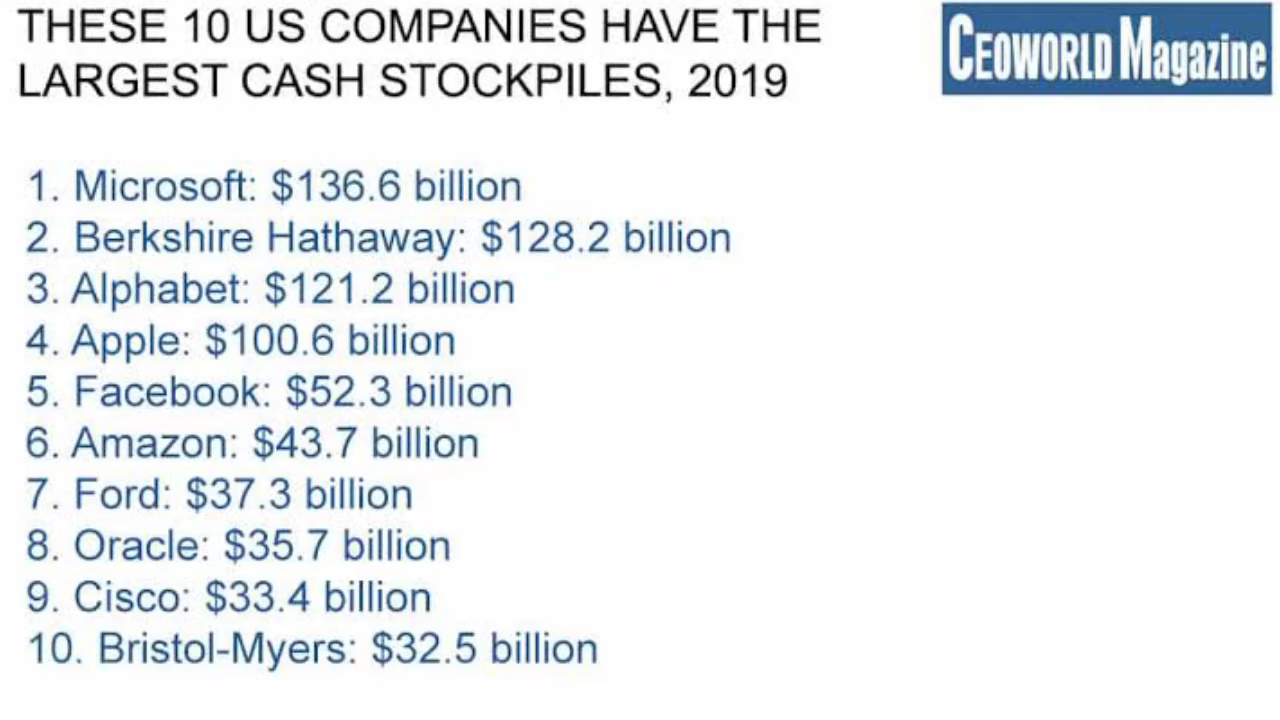 THESE 10 US COMPANIES HAVE THE
LARGEST CASH STOCKPILES, 2019
CEOWORLD Magazine
1. Microsoft: $136.6 billion
2. Berkshire Hathaway: $128.2 billion
3. Alphabet: $121.2 billion
4. Apple: $100.6 billion
5. Facebook: $52.3 billion
6. Amazon: $43.7 billion
7. Ford: $37.3 billion
8. Oracle: $35.7 billion
9. Cisco: $33.4 billion
10. Bristol-Myers: $32.5 billion